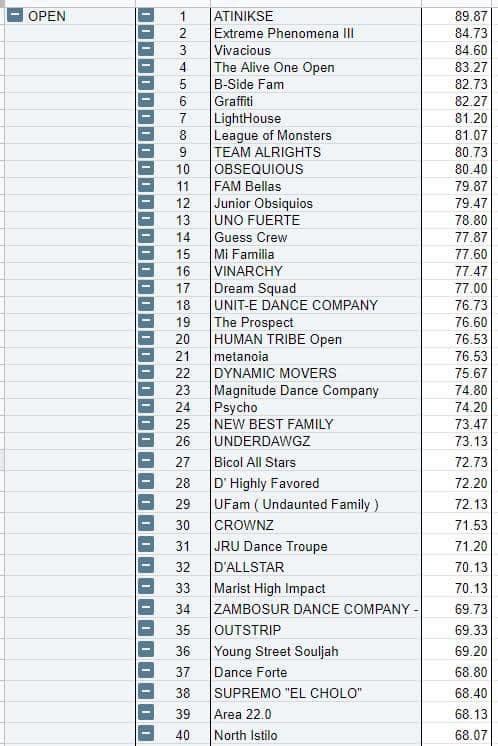 OPEN 1 ATINIKSE 89.87
2 Extreme Phenomena III 84.73
3 Vivacious 84.60
4 The Alive One Open 83.27
5 B-Side Fam 82.73
6 Graffiti 82.27
7 LightHouse 81.20
8 League of Monsters 81.07
9 TEAM ALRIGHTS 80.73
10 OBSEQUIOUS 80.40
11 FAM Bellas 79.87
12 Junior Obsiquios 79.47
13 UNO FUERTE 78.80
14 Guess Crew 77.87
15 Mi Familia 77.60
16 VINARCHY 77.47
17 Dream Squad 77.00
18 UNIT-E DANCE COMPANY 76.73
19 The Prospect 76.60
20 HUMAN TRIBE Open 76.53
21 metanoia 76.53
22 DYNAMIC MOVERS 75.67
23 Magnitude Dance Company 74.80
24 Psycho 74.20
25 NEW BEST FAMILY 73.47
26 UNDERDAWGZ 73.13
27 Bicol All Stars 72.73
28 D' Highly Favored 72.20
29 UFam ( Undaunted Family ) 72.13
30 CROWNZ 71.53
31 JRU Dance Troupe 71.20
32 D'ALLSTAR 70.13
33 Marist High Impact 70.13
34 ZAMBOSUR DANCE COMPANY - 69.73
35 OUTSTRIP 69.33
36 Young Street Souljah 69.20
37 Dance Forte 68.80
38 SUPREMO "EL CHOLO" 68.40
39 Area 22.0 68.13
40 North Istilo 68.07